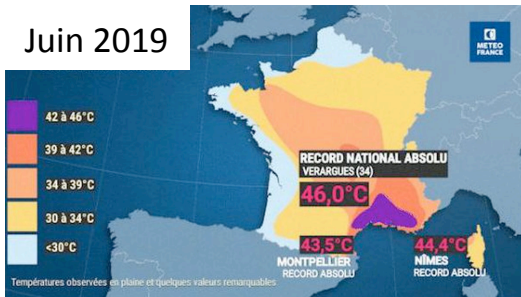 Juin 2019
METEO
FRANCE
42 à 46°C
39 à 42°C
34 à 39°C
30 à 34°C
<30°C
RECORD NATIONAL ABSOLU
VERARGUES (34)
46,0°C
43,5°C
MONTPELLIER
RECORD ABSOLU
44,4°C
NÎMES
RECORD ABSOLU
Températures observées en plaine et quelques valeurs remarquables